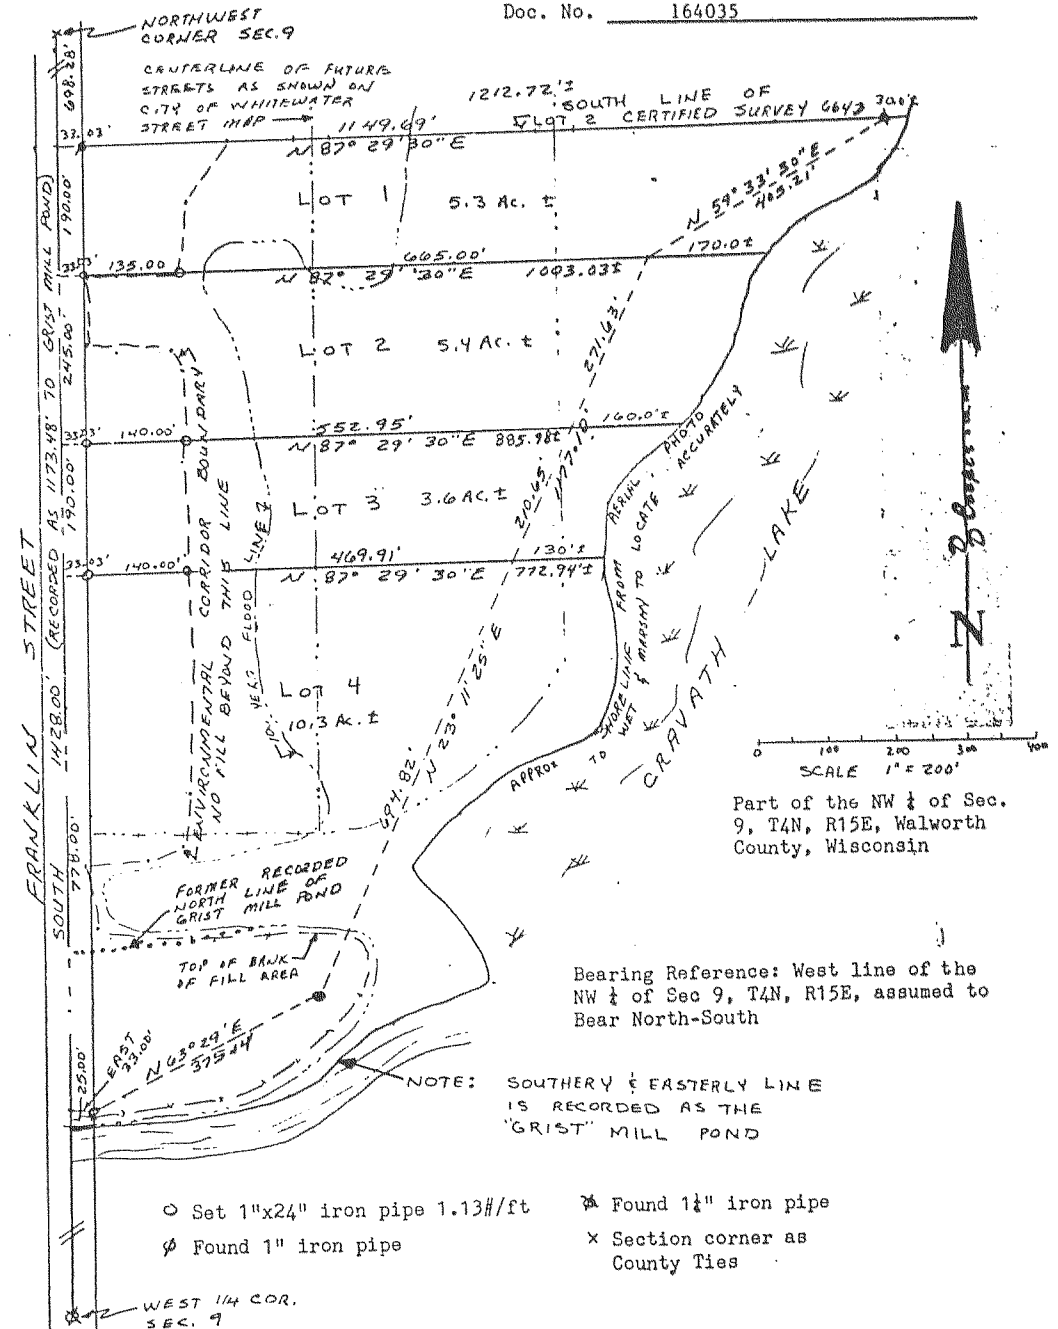 Doc. No. 164035
NORTHWEST
CORNER SEC. 9
CENTERLINE OF FUTURE
STREETS AS SHOWN ON
CITY OF WHITEWATER
STREET MAP
698.28'
1212.72'±
SOUTH LINE OF
LOT 2 CERTIFIED SURVEY 6642
30.0'±
33.03'
1149.69'
N 87° 29' 30" E
LOT 1 5.3 Ac. ±
N 59° 33' 50" E
405.21'
190.00'
135.00
665.00'
170.0±
N 87° 29' 30" E 1093.03±
LOT 2 5.4 Ac. ±
271.63'
245.00'
33.03'
140.00'
552.95'
160.0'±
N 87° 29' 30" E 885.98±
1177.10'
LOT 3 3.6 AC. ±
210.65'
190.00'
33.03'
140.00'
469.91'
130'±
N 87° 29' 30" E 772.94'±
LOT 4
10.3 Ac. ±
694.82'
N 23° 11' 25" E
ENVIRONMENTAL CORRIDOR BOUNDARY
NO FILL BEYOND THIS LINE
100 YEAR FLOOD LINE
FRANKLIN STREET
SOUTH 1428.00' (RECORDED AS 1173.48' TO GRIST MILL POND)
778.00'
APPROX SHORELINE FROM AERIAL PHOTO
TO WET & MARSHY TO LOCATE ACCURATELY
CRAVATH LAKE
N
0 100 200 300 400
SCALE 1" = 200'
Part of the NW ¼ of Sec.
9, T4N, R15E, Walworth
County, Wisconsin
FORMER RECORDED
NORTH LINE OF
GRIST MILL POND
TOP OF BANK
OF FILL AREA
Bearing Reference: West line of the
NW ¼ of Sec 9, T4N, R15E, assumed to
Bear North-South
EAST
33.00'
N 63° 29' E
25.00'
NOTE: SOUTHERY & EASTERLY LINE
IS RECORDED AS THE
"GRIST" MILL POND
Set 1"x24" iron pipe 1.13#/ft
Found 1" iron pipe
Found 1¼" iron pipe
x Section corner as
County Ties
WEST 1/4 COR.
SEC. 9